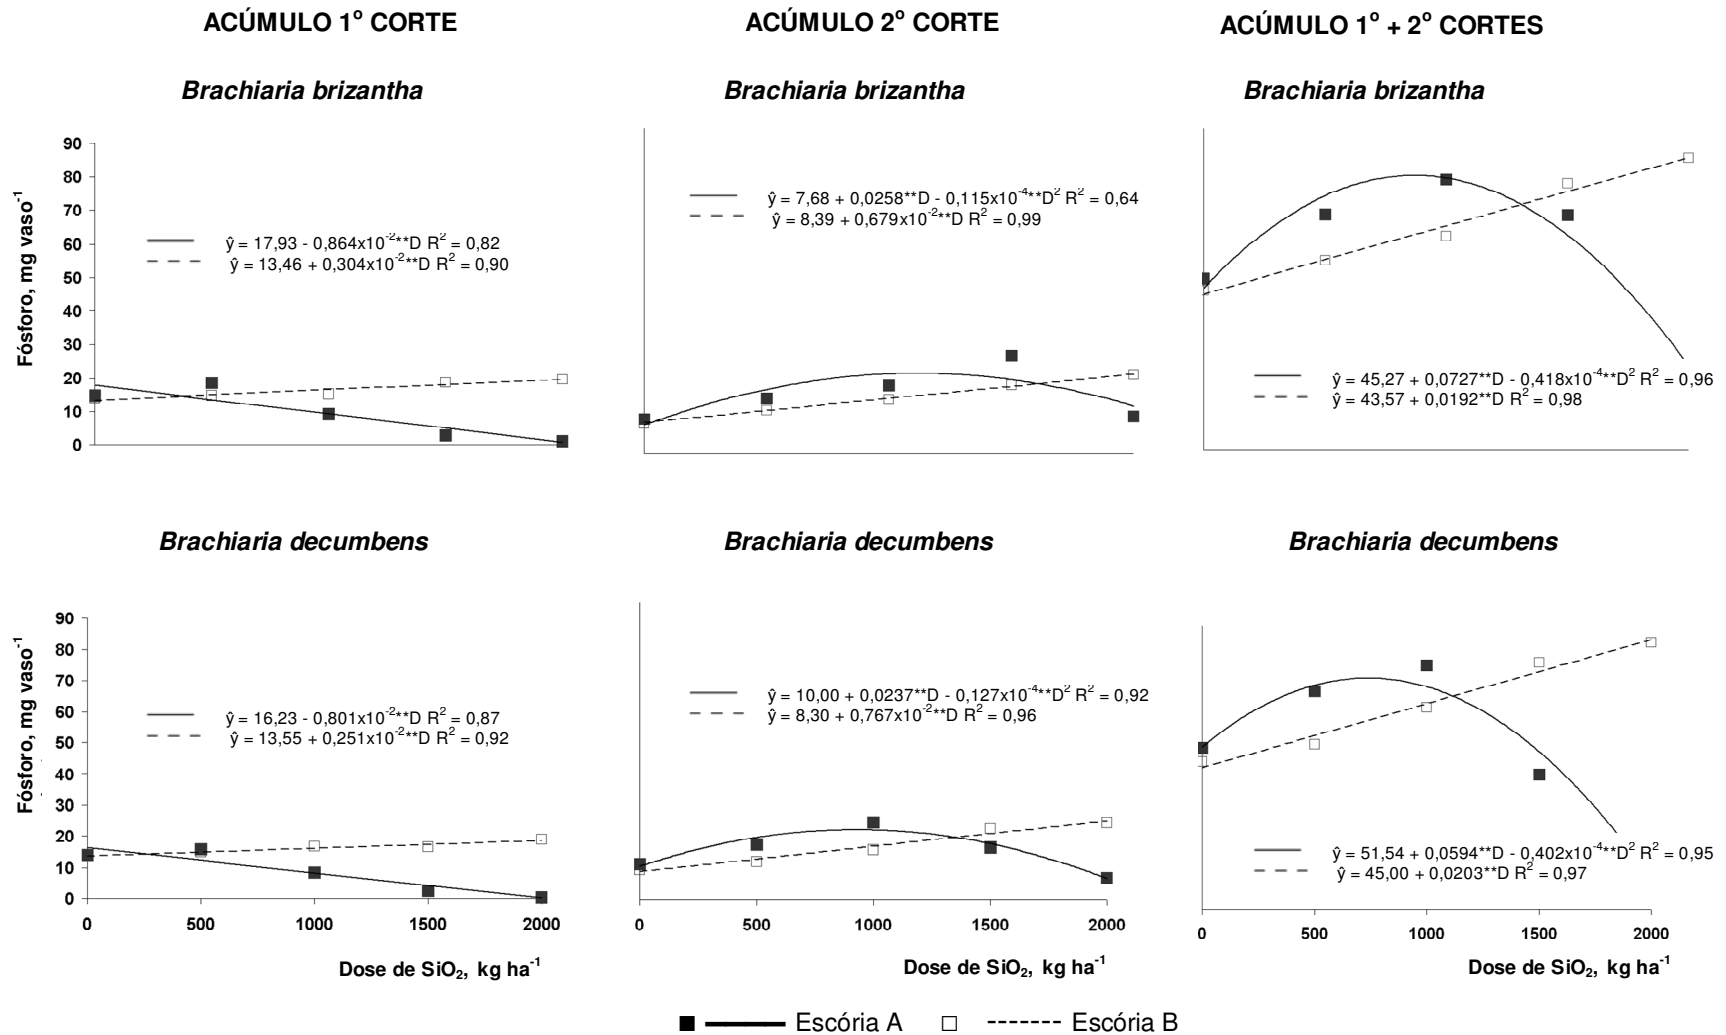 ACÚMULO 1º CORTE
ACÚMULO 2º CORTE
ACÚMULO 1º + 2º CORTES
Brachiaria brizantha
Brachiaria brizantha
Brachiaria brizantha
Fósforo, mg vaso⁻¹
90
80
70
60
50
40
30
20
10
0
ŷ = 17,93 - 0,864x10⁻²**D R² = 0,82
ŷ = 13,46 + 0,304x10⁻²**D R² = 0,90
ŷ = 7,68 + 0,0258**D - 0,115x10⁻⁴**D² R² = 0,64
ŷ = 8,39 + 0,679x10⁻²**D R² = 0,99
ŷ = 45,27 + 0,0727**D - 0,418x10⁻⁴**D² R² = 0,96
ŷ = 43,57 + 0,0192**D R² = 0,98
Brachiaria decumbens
Brachiaria decumbens
Brachiaria decumbens
Fósforo, mg vaso⁻¹
90
80
70
60
50
40
30
20
10
0
ŷ = 16,23 - 0,801x10⁻²**D R² = 0,87
ŷ = 13,55 + 0,251x10⁻²**D R² = 0,92
ŷ = 10,00 + 0,0237**D - 0,127x10⁻⁴**D² R² = 0,92
ŷ = 8,30 + 0,767x10⁻²**D R² = 0,96
ŷ = 51,54 + 0,0594**D - 0,402x10⁻⁴**D² R² = 0,95
ŷ = 45,00 + 0,0203**D R² = 0,97
0 500 1000 1500 2000
0 500 1000 1500 2000
0 500 1000 1500 2000
Dose de SiO₂, kg ha⁻¹
Dose de SiO₂, kg ha⁻¹
Dose de SiO₂, kg ha⁻¹
Escória A
Escória B